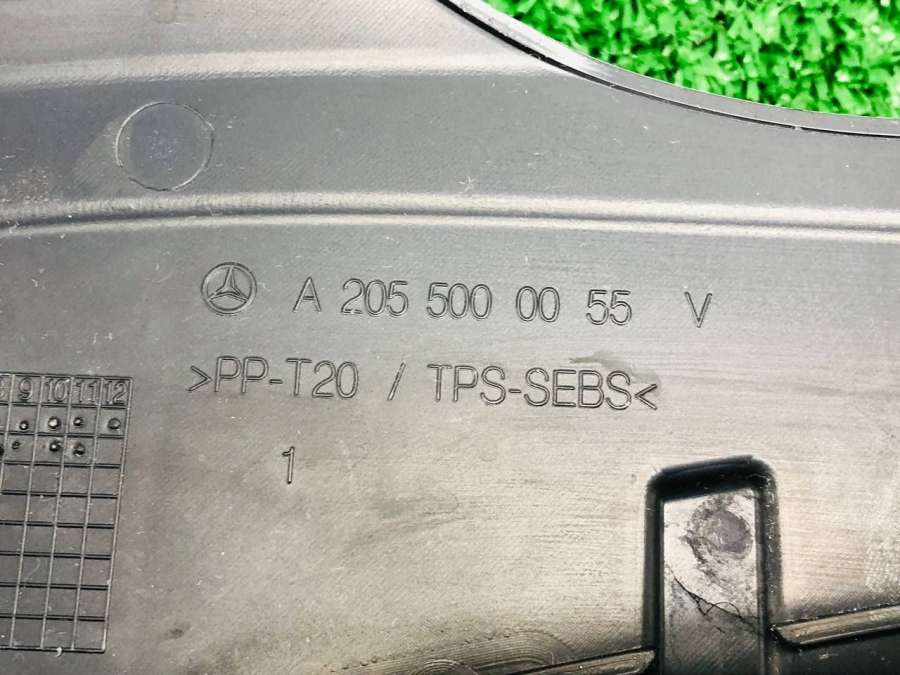 A 205 500 00 55 V
>PP-T20 / TPS-SEBS<
9 10 11 12
1